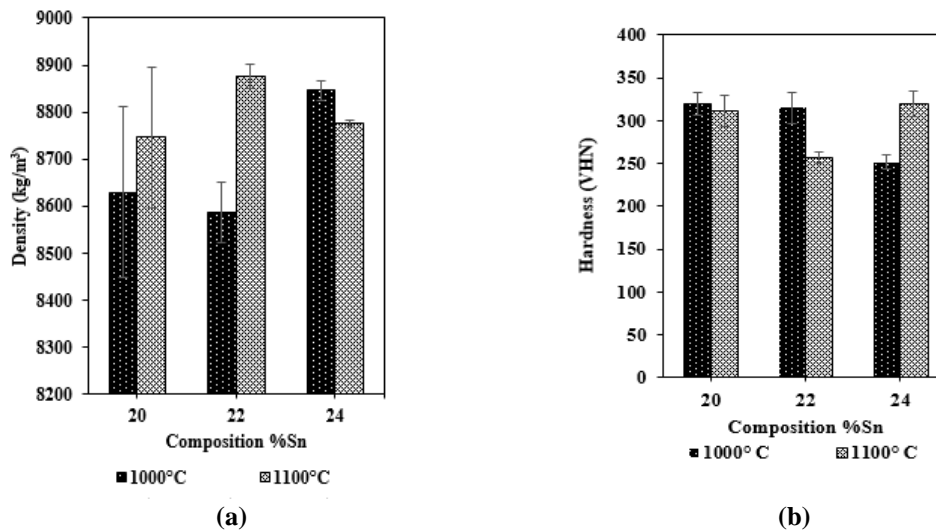 9000
8900
8800
8700
8600
8500
8400
8300
8200
Density (kg/m³)
20 22 24
Composition %Sn
1000°C 1100°C
(a)
400
350
300
250
200
150
100
50
0
Hardness (VHN)
20 22 24
Composition %Sn
1000° C 1100° C
(b)